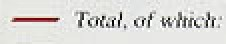 Total, of which: